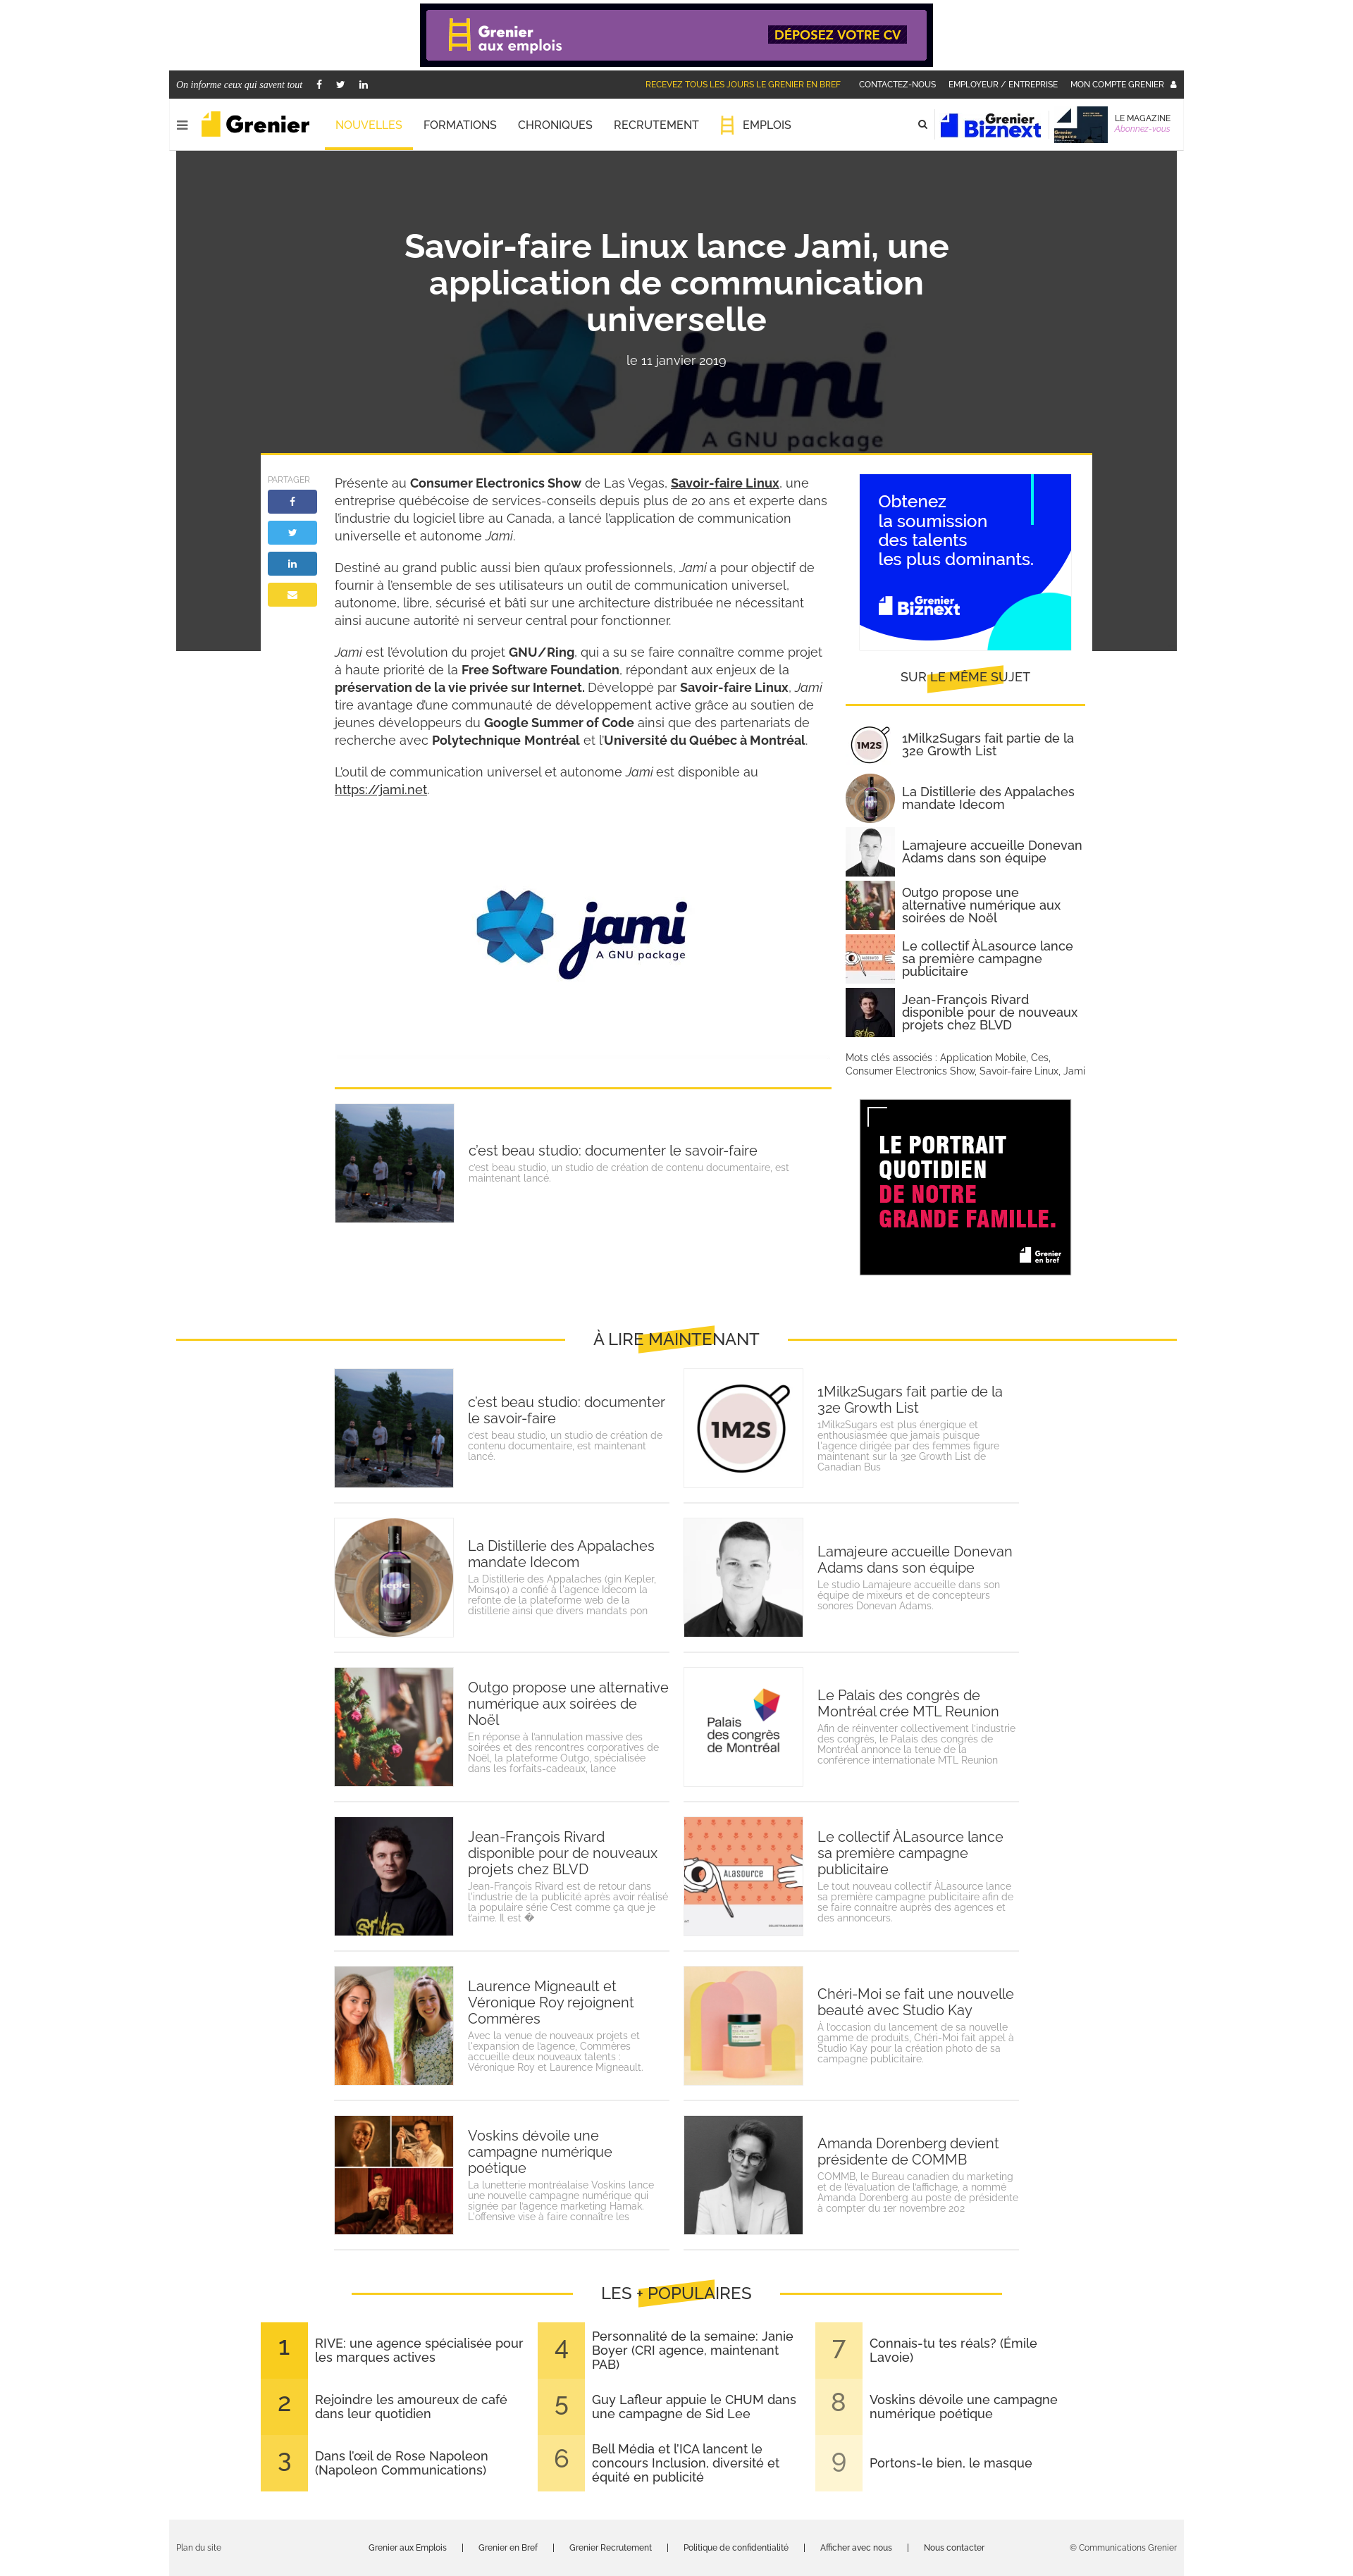 Grenier
aux emplois
DÉPOSEZ VOTRE CV
On informe ceux qui savent tout
RECEVEZ TOUS LES JOURS LE GRENIER EN BREF
CONTACTEZ-NOUS
EMPLOYEUR / ENTREPRISE
MON COMPTE GRENIER
Grenier
NOUVELLES
FORMATIONS
CHRONIQUES
RECRUTEMENT
EMPLOIS
Grenier
Biznext
LE MAGAZINE
Abonnez-vous
Savoir-faire Linux lance Jami, une
application de communication
universelle
le 11 janvier 2019
jami
A GNU package
PARTAGER
Présente au Consumer Electronics Show de Las Vegas, Savoir-faire Linux, une
entreprise québécoise de services-conseils depuis plus de 20 ans et experte dans
l'industrie du logiciel libre au Canada, a lancé l'application de communication
universelle et autonome Jami.
Destiné au grand public aussi bien qu'aux professionnels, Jami a pour objectif de
fournir à l'ensemble de ses utilisateurs un outil de communication universel,
autonome, libre, sécurisé et bâti sur une architecture distribuée ne nécessitant
ainsi aucune autorité ni serveur central pour fonctionner.
Jami est l'évolution du projet GNU/Ring, qui a su se faire connaître comme projet
à haute priorité de la Free Software Foundation, répondant aux enjeux de la
préservation de la vie privée sur Internet. Développé par Savoir-faire Linux, Jami
tire avantage d'une communauté de développement active grâce au soutien de
jeunes développeurs du Google Summer of Code ainsi que des partenariats de
recherche avec Polytechnique Montréal et l'Université du Québec à Montréal.
L'outil de communication universel et autonome Jami est disponible au
https://jami.net.
jami
A GNU package
Obtenez
la soumission
des talents
les plus dominants.
Grenier
Biznext
SUR LE MÊME SUJET
1M2S
1Milk2Sugars fait partie de la
32e Growth List
La Distillerie des Appalaches
mandate Idecom
Lamajeure accueille Donevan
Adams dans son équipe
Outgo propose une
alternative numérique aux
soirées de Noël
Le collectif ÀLasource lance
sa première campagne
publicitaire
Jean-François Rivard
disponible pour de nouveaux
projets chez BLVD
Mots clés associés : Application Mobile, Ces,
Consumer Electronics Show, Savoir-faire Linux, Jami
c'est beau studio: documenter le savoir-faire
c'est beau studio, un studio de création de contenu documentaire, est
maintenant lancé.
LE PORTRAIT
QUOTIDIEN
DE NOTRE
GRANDE FAMILLE.
Grenier
en bref
À LIRE MAINTENANT
c'est beau studio: documenter
le savoir-faire
c'est beau studio, un studio de création de
contenu documentaire, est maintenant
lancé.
1M2S
1Milk2Sugars fait partie de la
32e Growth List
1Milk2Sugars est plus énergique et
enthousiasmée que jamais puisque
l'agence dirigée par des femmes figure
maintenant sur la 32e Growth List de
Canadian Bus
La Distillerie des Appalaches
mandate Idecom
La Distillerie des Appalaches (gin Kepler,
Moins40) a confié à l'agence Idecom la
refonte de la plateforme web de la
distillerie ainsi que divers mandats pon
Lamajeure accueille Donevan
Adams dans son équipe
Le studio Lamajeure accueille dans son
équipe de mixeurs et de concepteurs
sonores Donevan Adams.
Outgo propose une alternative
numérique aux soirées de
Noël
En réponse à l'annulation massive des
soirées et des rencontres corporatives de
Noël, la plateforme Outgo, spécialisée
dans les forfaits-cadeaux, lance
Palais
des congrès
de Montréal
Le Palais des congrès de
Montréal crée MTL Reunion
Afin de réinventer collectivement l'industrie
des congrès, le Palais des congrès de
Montréal annonce la tenue de la
conférence internationale MTL Reunion
Jean-François Rivard
disponible pour de nouveaux
projets chez BLVD
Jean-François Rivard est de retour dans
l'industrie de la publicité après avoir réalisé
la populaire série C'est comme ça que je
t'aime. Il est �
ALASOURCE
Le collectif ÀLasource lance
sa première campagne
publicitaire
Le tout nouveau collectif ÀLasource lance
sa première campagne publicitaire afin de
se faire connaitre auprès des agences et
des annonceurs.
Laurence Migneault et
Véronique Roy rejoignent
Commères
Avec la venue de nouveaux projets et
l'expansion de l'agence, Commères
accueille deux nouveaux talents :
Véronique Roy et Laurence Migneault.
Chéri-Moi se fait une nouvelle
beauté avec Studio Kay
À l'occasion du lancement de sa nouvelle
gamme de produits, Chéri-Moi fait appel à
Studio Kay pour la création photo de sa
campagne publicitaire.
Voskins dévoile une
campagne numérique
poétique
La lunetterie montréalaise Voskins lance
une nouvelle campagne numérique qui
signée par l'agence marketing Hamak.
L'offensive vise à faire connaître les
Amanda Dorenberg devient
présidente de COMMB
COMMB, le Bureau canadien du marketing
et de l'évaluation de l'affichage, a nommé
Amanda Dorenberg au poste de présidente
à compter du 1er novembre 202
LES + POPULAIRES
1
RIVE: une agence spécialisée pour
les marques actives
2
Rejoindre les amoureux de café
dans leur quotidien
3
Dans l'œil de Rose Napoleon
(Napoleon Communications)
4
Personnalité de la semaine: Janie
Boyer (CRI agence, maintenant
PAB)
5
Guy Lafleur appuie le CHUM dans
une campagne de Sid Lee
6
Bell Média et l'ICA lancent le
concours Inclusion, diversité et
équité en publicité
7
Connais-tu tes réals? (Émile
Lavoie)
8
Voskins dévoile une campagne
numérique poétique
9
Portons-le bien, le masque
Plan du site
Grenier aux Emplois | Grenier en Bref | Grenier Recrutement | Politique de confidentialité | Afficher avec nous | Nous contacter
© Communications Grenier